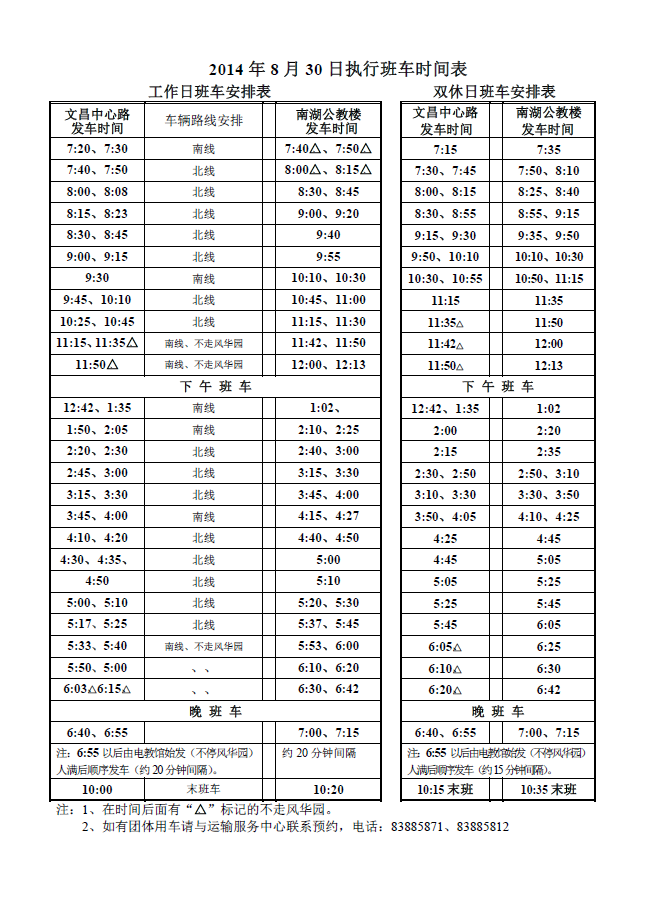 2014 年 8 月 30 日执行班车时间表
工作日班车安排表 双休日班车安排表
文昌中心路 车辆路线安排 南湖公教楼 文昌中心路 南湖公教楼
发车时间 发车时间 发车时间 发车时间
7:20、7:30 南线 7:40△、7:50△ 7:15 7:35
7:40、7:50 北线 8:00△、8:15△ 7:30、7:45 7:50、8:10
8:00、8:08 北线 8:30、8:45 8:00、8:15 8:25、8:40
8:15、8:23 北线 9:00、9:20 8:30、8:55 8:55、9:15
8:30、8:45 北线 9:40 9:15、9:30 9:35、9:50
9:00、9:15 北线 9:55 9:50、10:10 10:10、10:30
9:30 南线 10:10、10:30 10:30、10:55 10:50、11:15
9:45、10:10 北线 10:45、11:00 11:15 11:35
10:25、10:45 北线 11:15、11:30 11:35△ 11:50
11:15、11:35△ 南线、不走风华园 11:42、11:50 11:42△ 12:00
11:50△ 南线、不走风华园 12:00、12:13 11:50△ 12:13
下 午 班 车 下 午 班 车
12:42、1:35 南线 1:02、 12:42、1:35 1:02
1:50、2:05 南线 2:10、2:25 2:00 2:20
2:20、2:30 北线 2:40、3:00 2:15 2:35
2:45、3:00 北线 3:15、3:30 2:30、2:50 2:50、3:10
3:15、3:30 北线 3:45、4:00 3:10、3:30 3:30、3:50
3:45、4:00 南线 4:15、4:27 3:50、4:05 4:10、4:25
4:10、4:20 北线 4:40、4:50 4:25 4:45
4:30、4:35、 北线 5:00 4:45 5:05
4:50 北线 5:10 5:05 5:25
5:00、5:10 北线 5:20、5:30 5:25 5:45
5:17、5:25 北线 5:37、5:45 5:45 6:05
5:33、5:40 南线、不走风华园 5:53、6:00 6:05△ 6:25
5:50、5:00 、、 6:10、6:20 6:10△ 6:30
6:03△6:15△ 、、 6:30、6:42 6:20△ 6:42
晚 班 车 晚 班 车
6:40、6:55 7:00、7:15 6:40、6:55 7:00、7:15
注：6:55 以后由电教馆始发（不停风华园） 约 20 分钟间隔 注：6:55 以后由电教馆始发（不停风华园）
人满后顺序发车（约 20 分钟间隔）。 人满后顺序发车（约 15 分钟间隔）。
10:00 末班车 10:20 10:15 末班 10:35 末班
注：1、在时间后面有“△”标记的不走风华园。
2、如有团体用车请与运输服务中心联系预约，电话：83885871、83885812